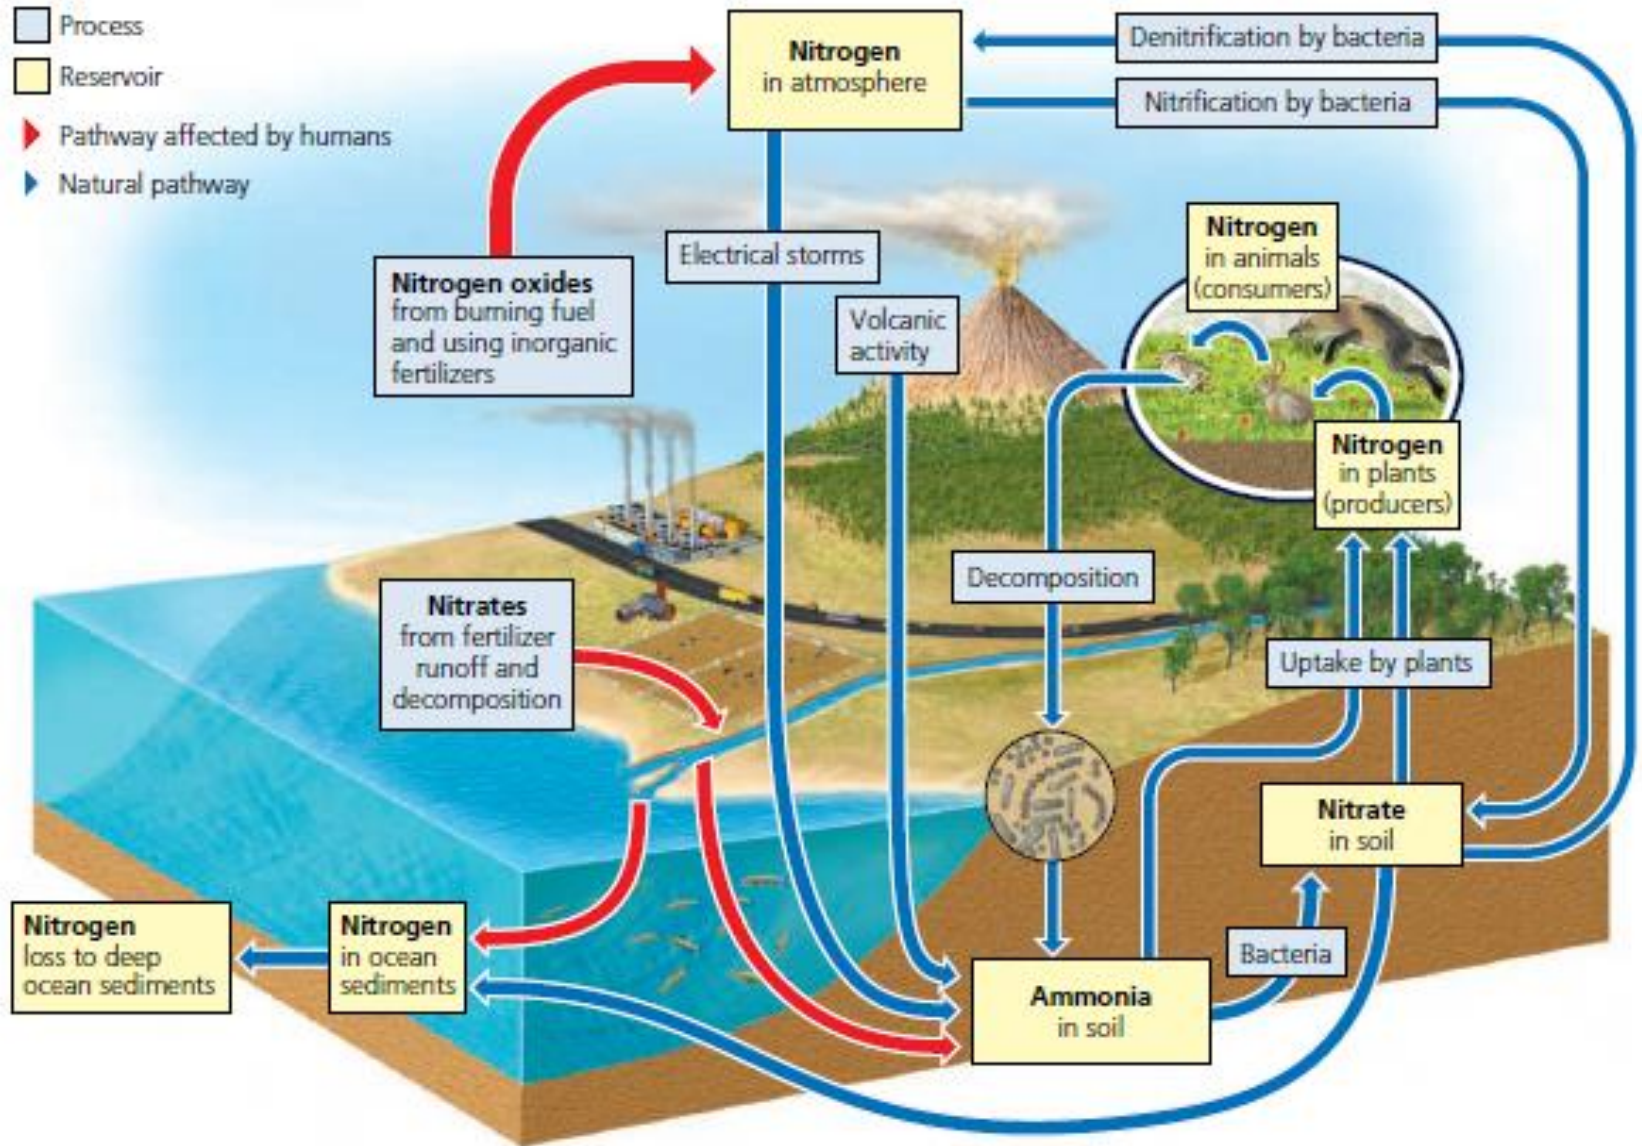 Process
Reservoir
Pathway affected by humans
Natural pathway
Nitrogen
in atmosphere
Denitrification by bacteria
Nitrification by bacteria
Nitrogen oxides
from burning fuel
and using inorganic
fertilizers
Electrical storms
Volcanic
activity
Nitrogen
in animals
(consumers)
Nitrogen
in plants
(producers)
Decomposition
Nitrates
from fertilizer
runoff and
decomposition
Uptake by plants
Nitrate
in soil
Nitrogen
loss to deep
ocean sediments
Nitrogen
in ocean
sediments
Bacteria
Ammonia
in soil